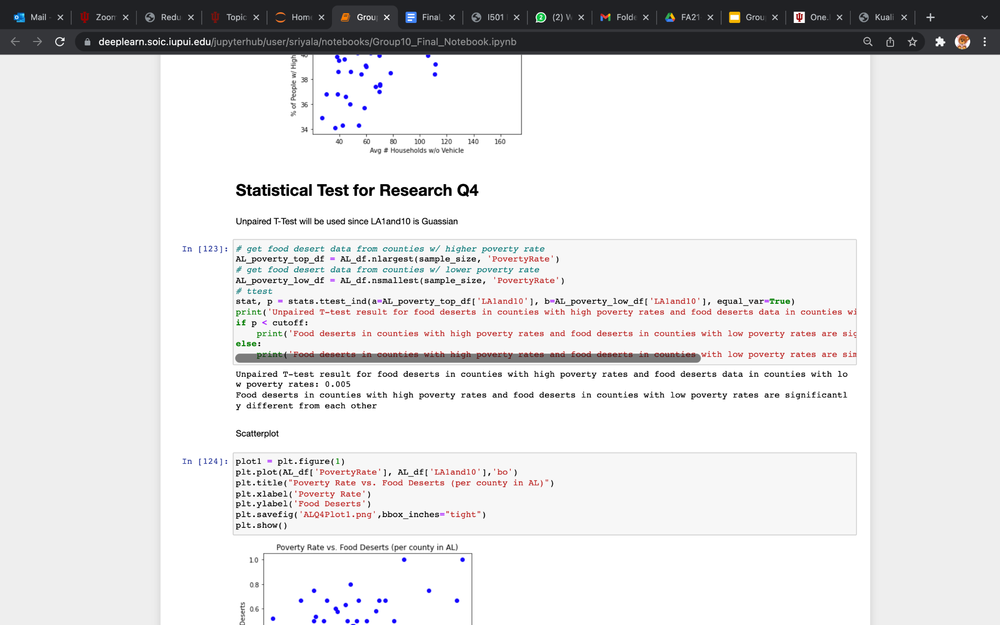 Mail
Zoom
Redu
Topic
Home
Group
Final_
I501
2
(2) W
Folde
FA21-
Grou
One.I
Kuali
deeplearn.soic.iupui.edu/jupyterhub/user/sriyala/notebooks/Group10_Final_Notebook.ipynb
% of People w/ High
40
38
36
34
40 60 80 100 120 140 160
Avg # Households w/o Vehicle
Statistical Test for Research Q4
Unpaired T-Test will be used since LA1and10 is Guassian
In [123]:
# get food desert data from counties w/ higher poverty rate
AL_poverty_top_df = AL_df.nlargest(sample_size, 'PovertyRate')
# get food desert data from counties w/ lower poverty rate
AL_poverty_low_df = AL_df.nsmallest(sample_size, 'PovertyRate')
# ttest
stat, p = stats.ttest_ind(a=AL_poverty_top_df['LA1and10'], b=AL_poverty_low_df['LA1and10'], equal_var=True)
print('Unpaired T-test result for food deserts in counties with high poverty rates and food deserts data in counties wi
if p < cutoff:
print('Food deserts in counties with high poverty rates and food deserts in counties with low poverty rates are sig
else:
print('Food deserts in counties with high poverty rates and food deserts in counties with low poverty rates are sim
Unpaired T-test result for food deserts in counties with high poverty rates and food deserts data in counties with lo
w poverty rates: 0.005
Food deserts in counties with high poverty rates and food deserts in counties with low poverty rates are significantl
y different from each other
Scatterplot
In [124]:
plot1 = plt.figure(1)
plt.plot(AL_df['PovertyRate'], AL_df['LA1and10'],'bo')
plt.title("Poverty Rate vs. Food Deserts (per county in AL)")
plt.xlabel('Poverty Rate')
plt.ylabel('Food Deserts')
plt.savefig('ALQ4Plot1.png',bbox_inches="tight")
plt.show()
Poverty Rate vs. Food Deserts (per county in AL)
1.0
0.8
0.6
Deserts